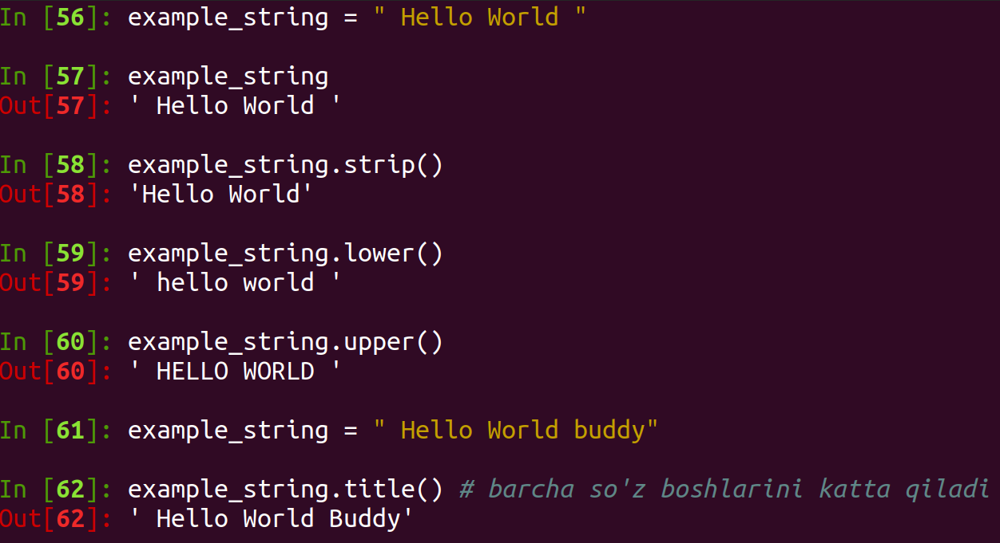 In [56]: example_string = " Hello World "
In [57]: example_string
Out[57]: ' Hello World '
In [58]: example_string.strip()
Out[58]: 'Hello World'
In [59]: example_string.lower()
Out[59]: ' hello world '
In [60]: example_string.upper()
Out[60]: ' HELLO WORLD '
In [61]: example_string = " Hello World buddy"
In [62]: example_string.title() # barcha so'z boshlarini katta qiladi
Out[62]: ' Hello World Buddy'